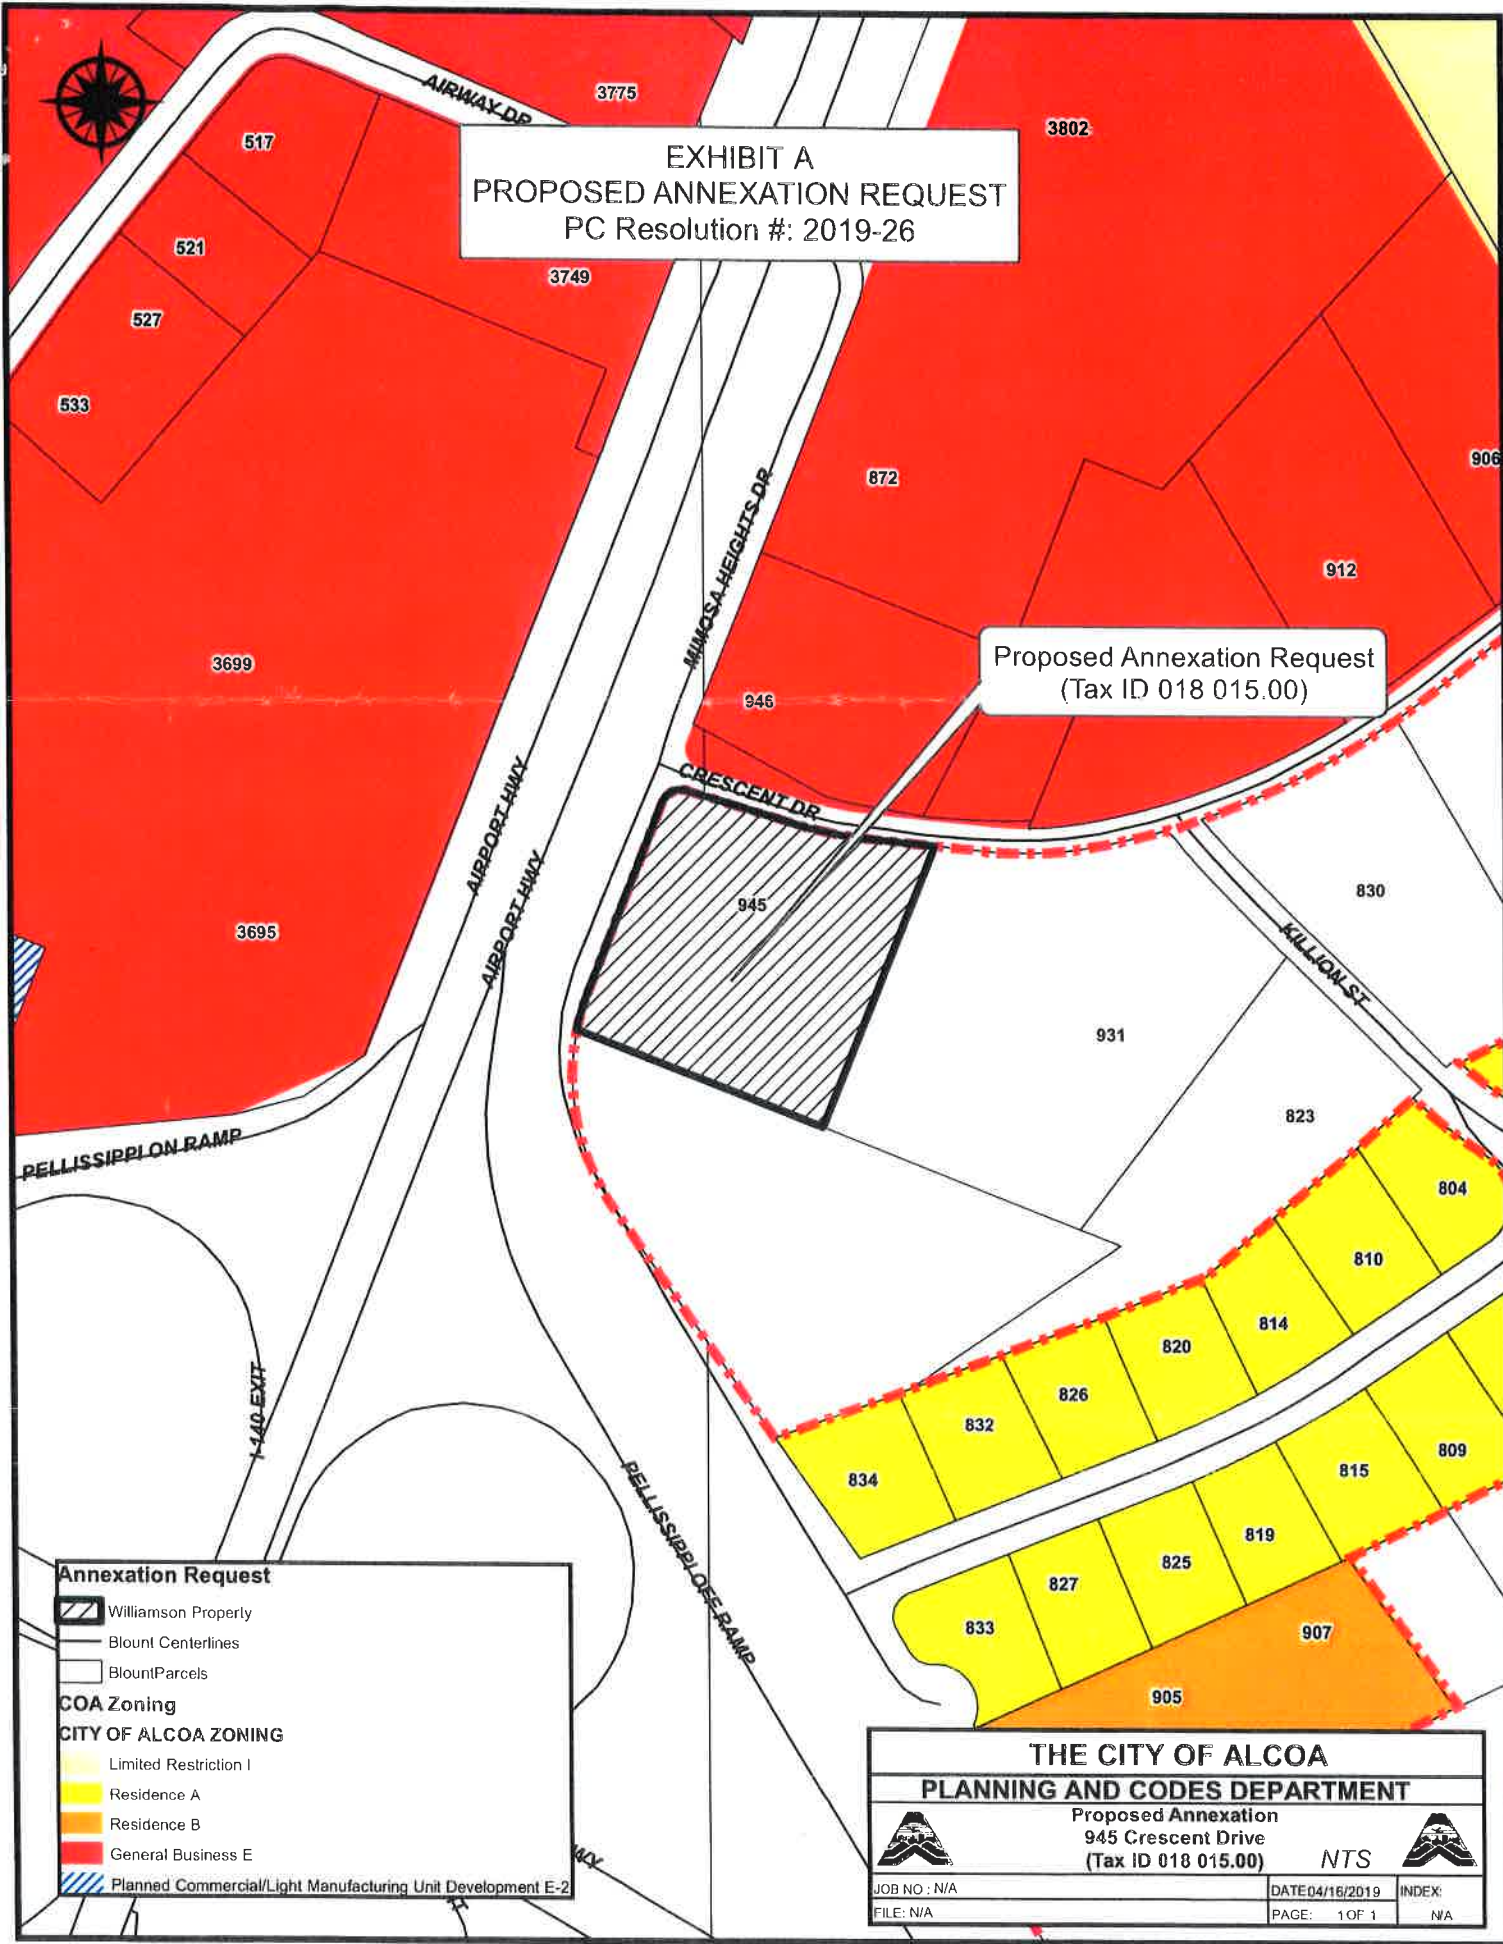 AIRWAY DR
3775
3802
517
EXHIBIT A
PROPOSED ANNEXATION REQUEST
PC Resolution #: 2019-26
521
3749
527
533
872
906
MIMOSA HEIGHTS DR
912
3699
Proposed Annexation Request
(Tax ID 018 015.00)
946
CRESCENT DR
AIRPORT HWY
AIRPORT HWY
945
830
3695
KILLION ST
931
823
PELLISSIPPI ON RAMP
804
810
814
820
826
832
834
I-140 EXIT
809
815
819
825
827
833
PELLISSIPPI OFF RAMP
907
905
Annexation Request
Williamson Property
Blount Centerlines
BlountParcels
COA Zoning
CITY OF ALCOA ZONING
Limited Restriction I
Residence A
Residence B
General Business E
Planned Commercial/Light Manufacturing Unit Development E-2
THE CITY OF ALCOA
PLANNING AND CODES DEPARTMENT
Proposed Annexation
945 Crescent Drive
(Tax ID 018 015.00)
NTS
JOB NO : N/A
DATE04/16/2019
INDEX:
FILE: N/A
PAGE: 1 OF 1
N/A